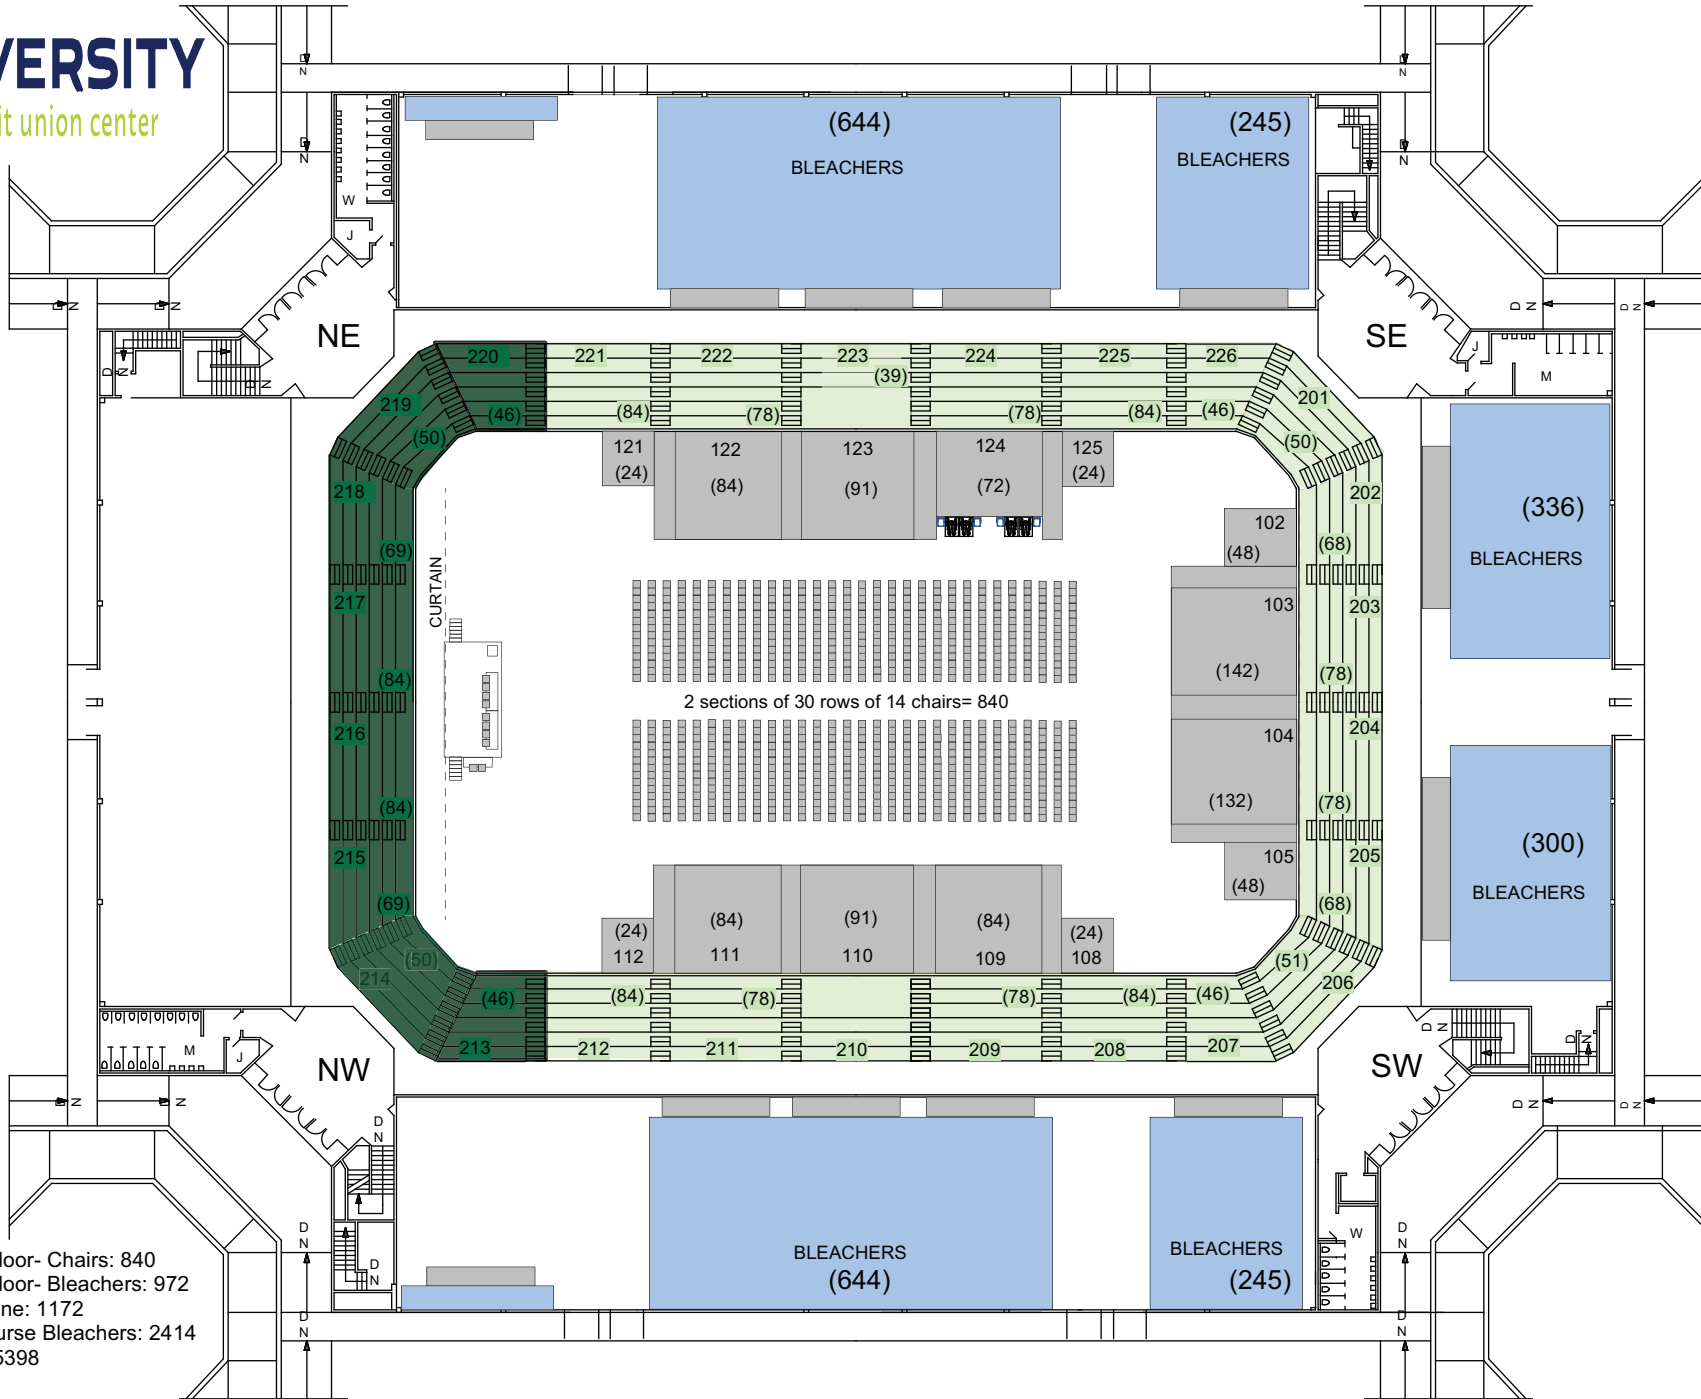 VERSITY
it union center
(644)
BLEACHERS
(245)
BLEACHERS
D N
D N
D N
D N
W
J
NE
SE
J
M
D N
D N
D N
D N
D N
D N
220
221
222
223
224
225
226
(39)
(46)
(84)
(78)
(78)
(84)
(46)
219
(50)
201
(50)
218
(69)
202
(68)
121
(24)
122
(84)
123
(91)
124
(72)
125
(24)
102
(48)
(336)
BLEACHERS
CURTAIN
217
(84)
103
(142)
203
(78)
2 sections of 30 rows of 14 chairs= 840
216
(84)
104
(132)
204
(78)
215
(69)
105
(48)
205
(68)
(300)
BLEACHERS
(24)
112
(84)
111
(91)
110
(84)
109
(24)
108
214
(50)
(51)
206
(46)
(84)
(78)
(78)
(84)
(46)
213
212
211
210
209
208
207
M
J
NW
SW
D N
D N
D N
D N
D N
D N
D N
D N
W
BLEACHERS
(644)
BLEACHERS
(245)
D N
D N
D N
D N
loor- Chairs: 840
loor- Bleachers: 972
ne: 1172
urse Bleachers: 2414
5398